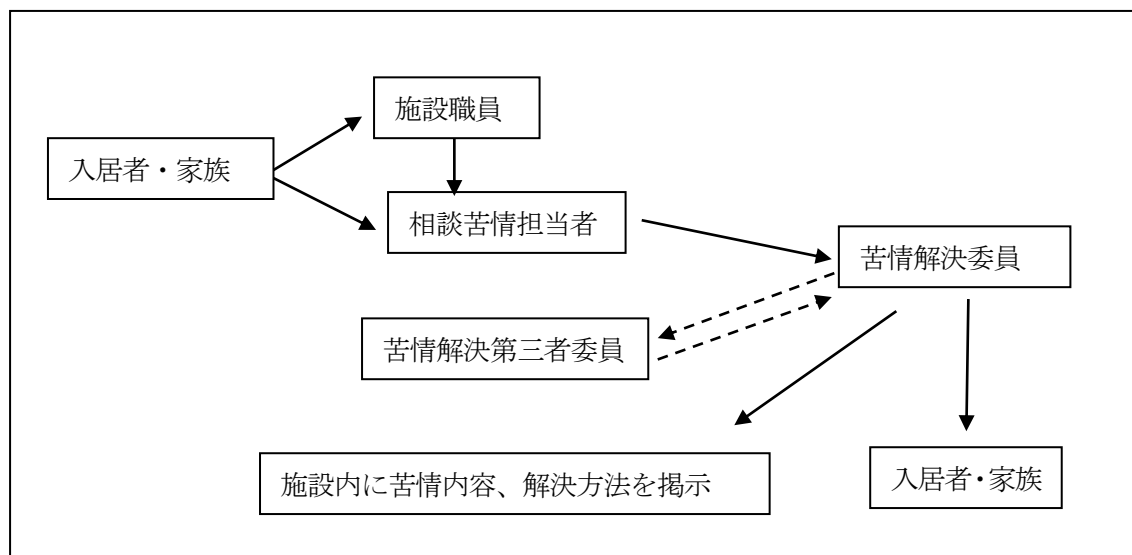 施設職員
入居者・家族
相談苦情担当者
苦情解決委員
苦情解決第三者委員
施設内に苦情内容、解決方法を掲示
入居者・家族